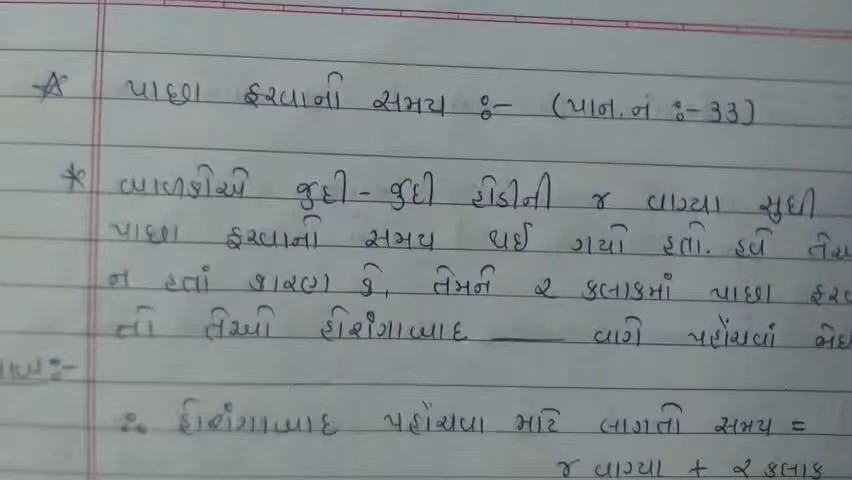 * પાછા ફરવાનો સમય :- (પાન.નં :- 33)
* બાળકોએ જુદી - જુદી હોડીની ૪ વાગ્યા સુધી
પાછા ફરવાનો સમય થઈ ગયો હતો. હવે
ન હતાં કારણ કે, તેમને ૨ કલાકમાં પાછા
તો તેઓ હોશંગાબાદ ____ વાગે પહોંચવાં
∴ હોશંગાબાદ પહોંચવા માટે લાગતો સમય =
૪ વાગ્યા + ૨ કલાક